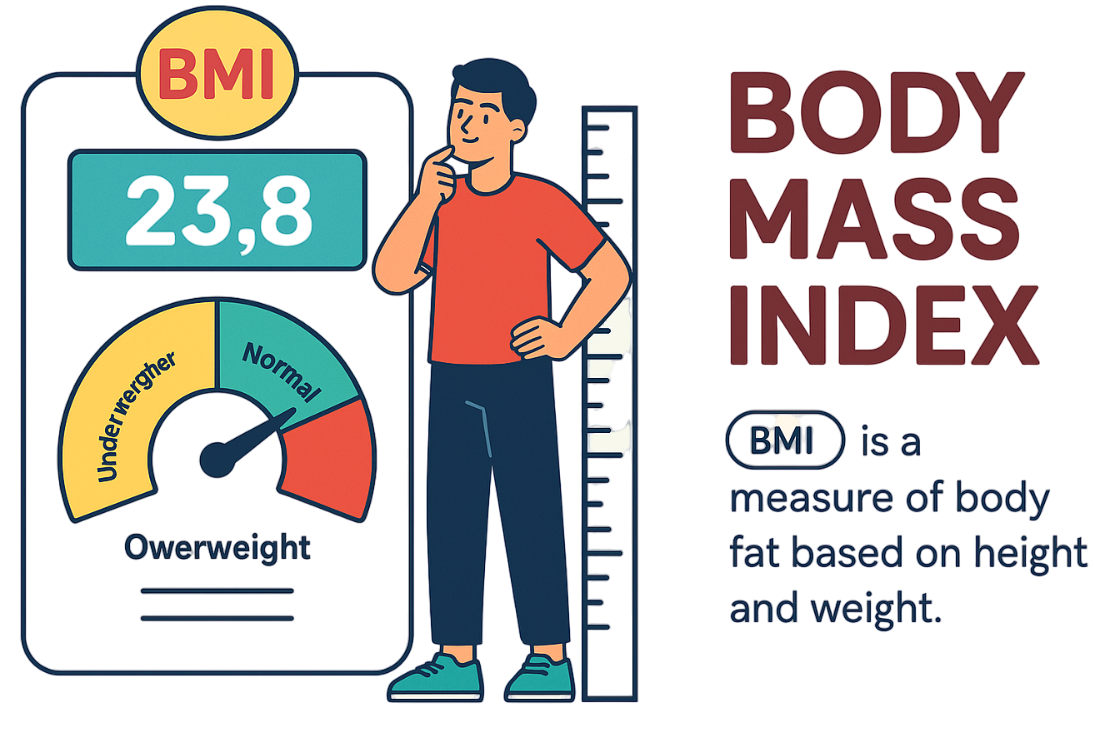 BMI
23,8
Underwergher
Normal
Owerweight
BODY
MASS
INDEX
BMI is a
measure of body
fat based on height
and weight.